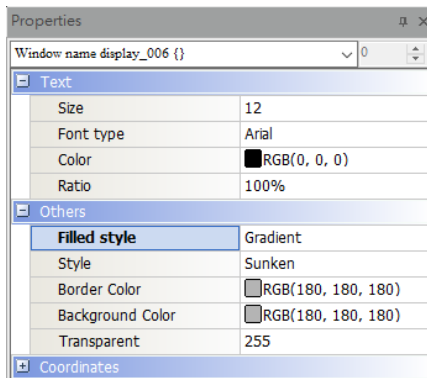 Properties
Window name display_006 {} 0
Text
Size 12
Font type Arial
Color RGB(0, 0, 0)
Ratio 100%
Others
Filled style Gradient
Style Sunken
Border Color RGB(180, 180, 180)
Background Color RGB(180, 180, 180)
Transparent 255
Coordinates